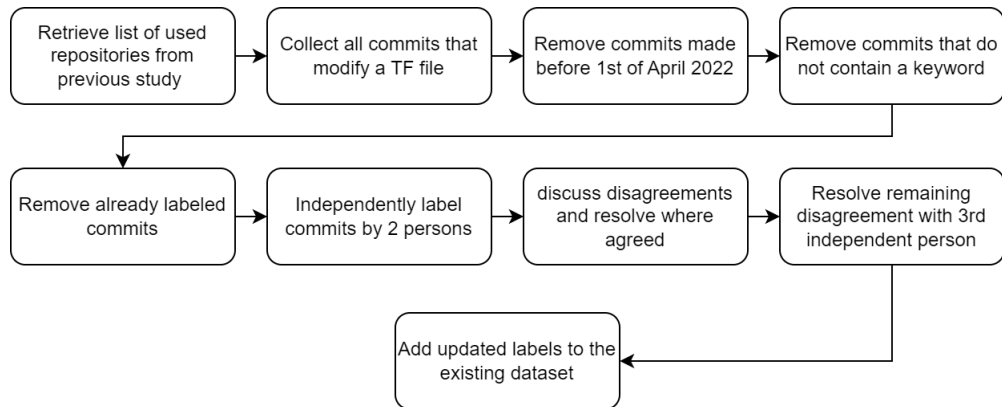 Retrieve list of used
repositories from
previous study
Collect all commits that
modify a TF file
Remove commits made
before 1st of April 2022
Remove commits that do
not contain a keyword
Remove already labeled
commits
Independently label
commits by 2 persons
discuss disagreements
and resolve where
agreed
Resolve remaining
disagreement with 3rd
independent person
Add updated labels to the
existing dataset